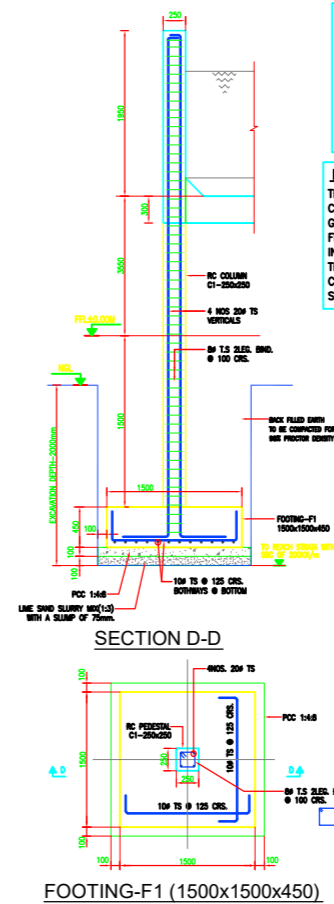 250
1950
300
3550
RC COLUMN
C1-250x250
4 NOS 20# TS
VERTICALS
FFL±0.00M
8# T.S 2LEG. BIND.
@ 100 CRS.
NGL
1500
BACK FILLED EARTH
TO BE COMPACTED FOR
PROCTOR DENSITY
EXCAVATION DEPTH-2000mm
1500
450
100
FOOTING-F1
1500x1500x450
100
100
10# TS @ 125 CRS.
BOTHWAYS @ BOTTOM
PCC 1:4:8
LIME SAND SLURRY MIX(1:3)
WITH A SLUMP OF 75mm.
SECTION D-D
4NOS. 20# TS
100
PCC 1:4:8
RC PEDESTAL
C1-250x250
10# TS @ 125 CRS.
1500
250
250
D
D
8# T.S 2LEG.
@ 100 CRS.
10# TS @ 125 CRS.
100
100
1500
100
FOOTING-F1 (1500x1500x450)